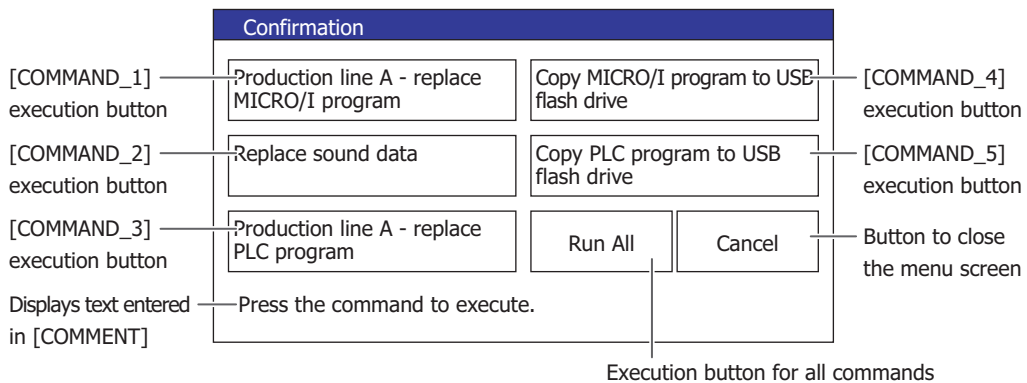 Confirmation
[COMMAND_1]
execution button
Production line A - replace
MICRO/I program
Copy MICRO/I program to USB
flash drive
[COMMAND_4]
execution button
[COMMAND_2]
execution button
Replace sound data
Copy PLC program to USB
flash drive
[COMMAND_5]
execution button
[COMMAND_3]
execution button
Production line A - replace
PLC program
Run All
Cancel
Button to close
the menu screen
Displays text entered
in [COMMENT]
Press the command to execute.
Execution button for all commands